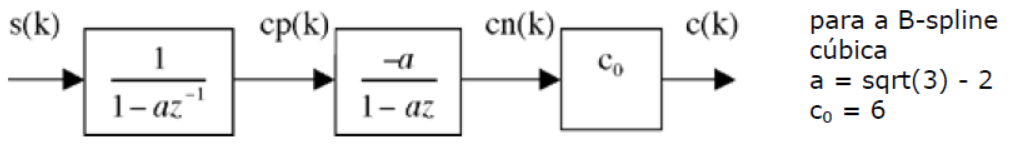 s(k)
cp(k)
cn(k)
c(k)
1
1 – az⁻¹
–a
1 – az
c₀
para a B-spline
cúbica
a = sqrt(3) - 2
c₀ = 6